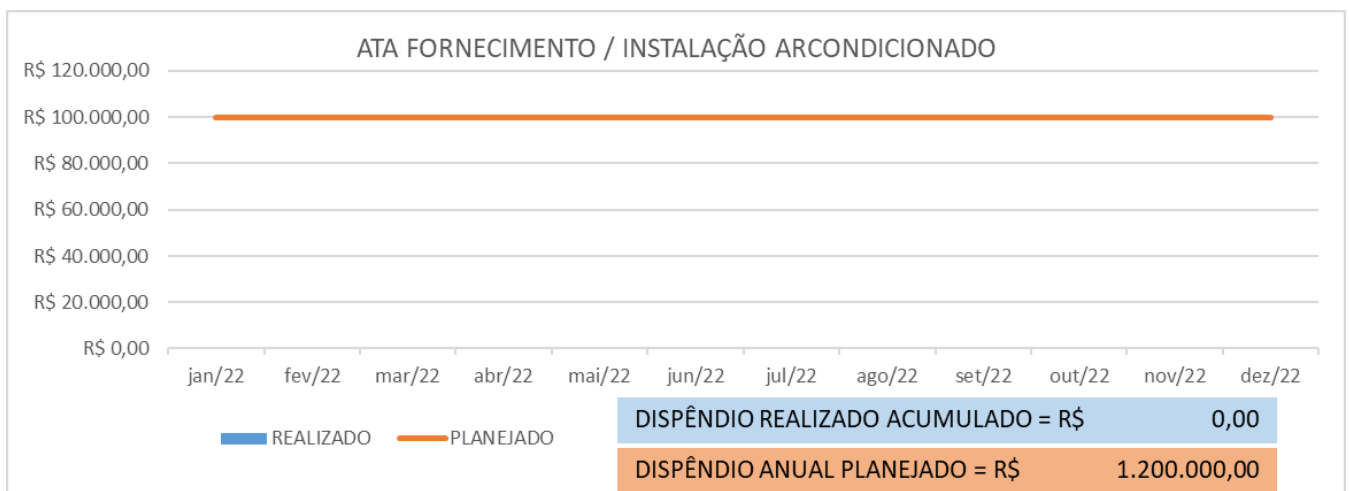 ATA FORNECIMENTO / INSTALAÇÃO ARCONDICIONADO
R$ 120.000,00
R$ 100.000,00
R$ 80.000,00
R$ 60.000,00
R$ 40.000,00
R$ 20.000,00
R$ 0,00
jan/22 fev/22 mar/22 abr/22 mai/22 jun/22 jul/22 ago/22 set/22 out/22 nov/22 dez/22
REALIZADO PLANEJADO
DISPÊNDIO REALIZADO ACUMULADO = R$ 0,00
DISPÊNDIO ANUAL PLANEJADO = R$ 1.200.000,00